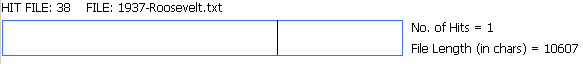 HIT FILE: 38 FILE: 1937-Roosevelt.txt
No. of Hits = 1
File Length (in chars) = 10607